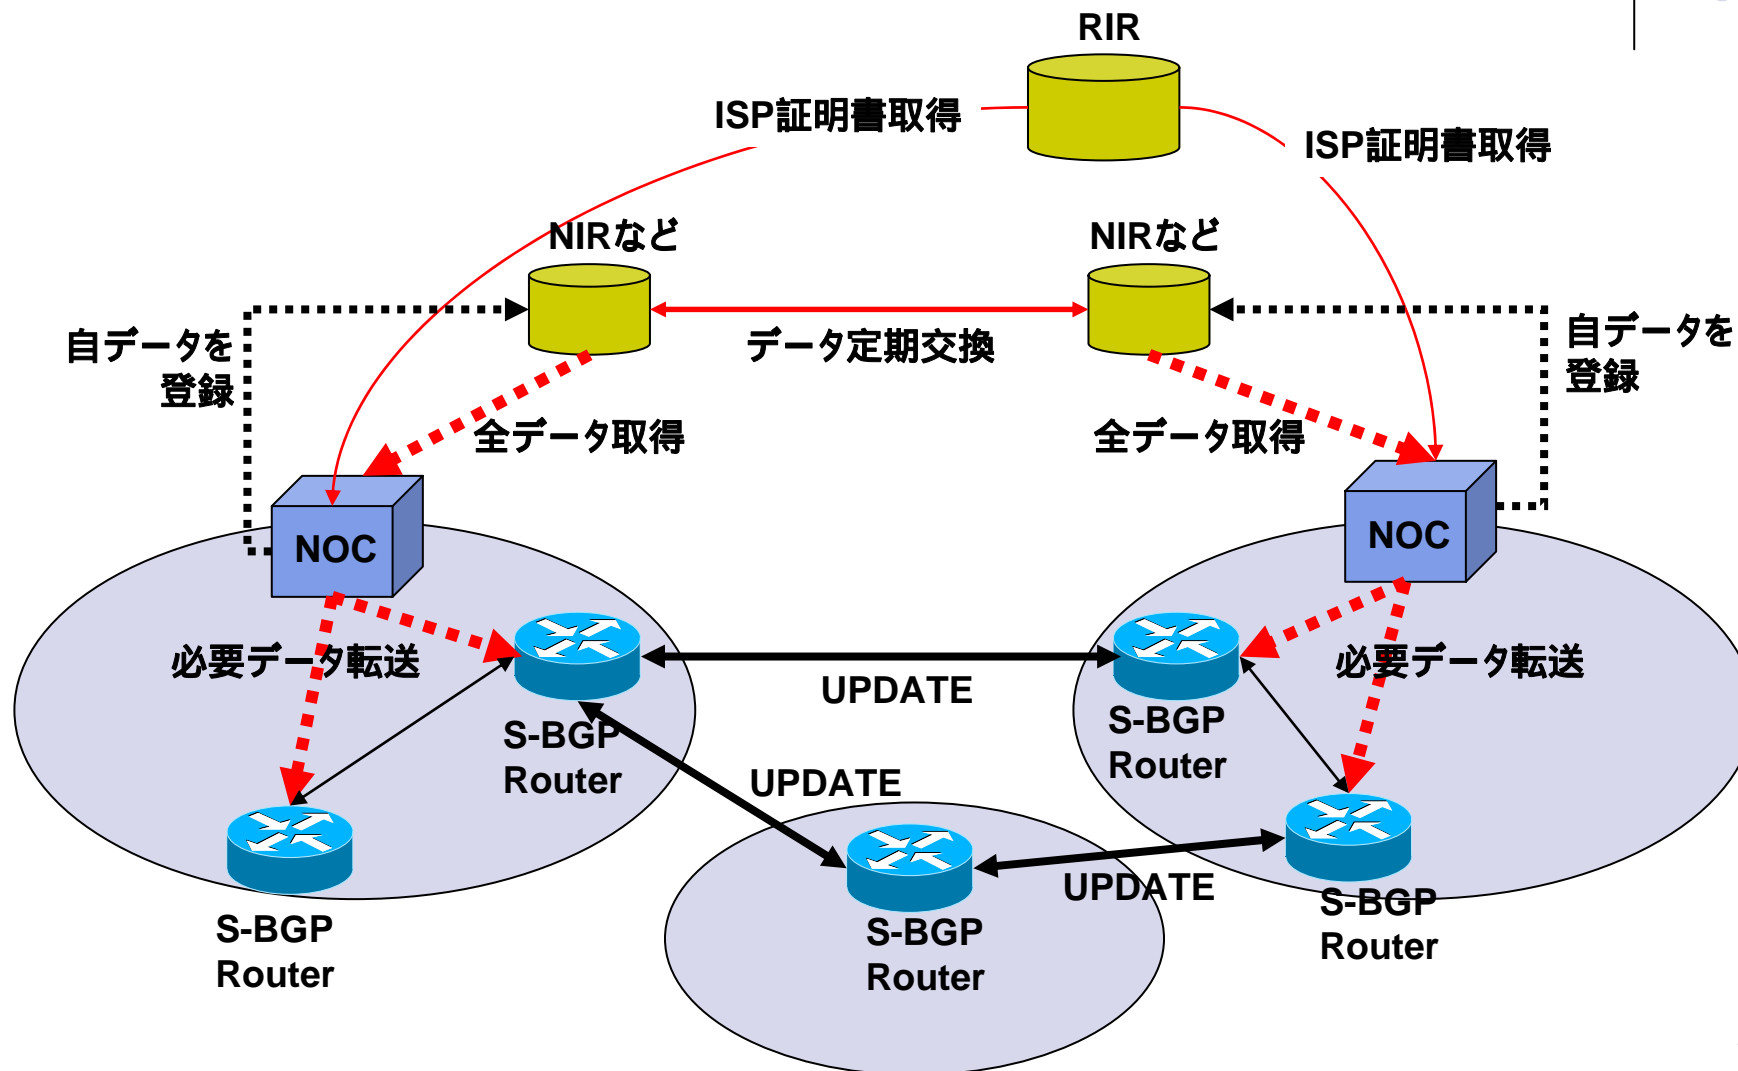 RIR
ISP証明書取得
ISP証明書取得
NIRなど
NIRなど
自データを
登録
データ定期交換
自データを
登録
全データ取得
全データ取得
NOC
NOC
必要データ転送
必要データ転送
UPDATE
S-BGP
Router
S-BGP
Router
UPDATE
UPDATE
S-BGP
Router
S-BGP
Router
S-BGP
Router